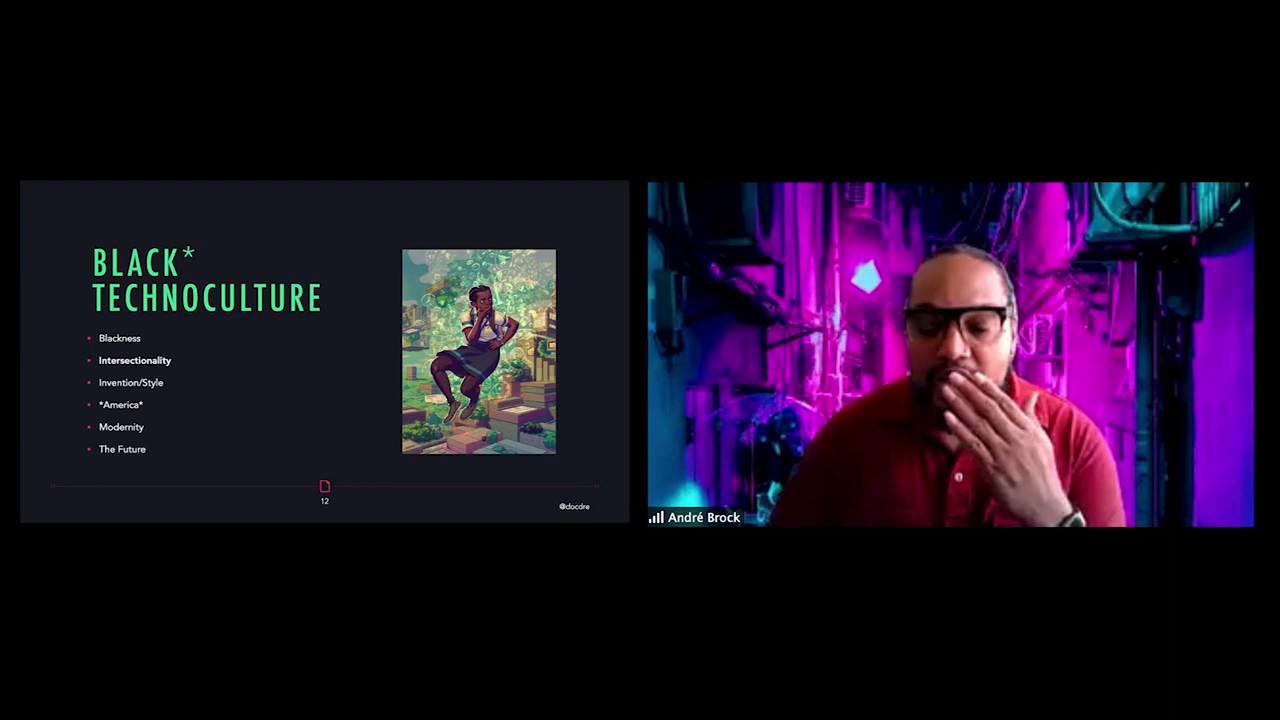 BLACK*
TECHNOCULTURE
Blackness
Intersectionality
Invention/Style
*America*
Modernity
The Future
12
@docdre
André Brock